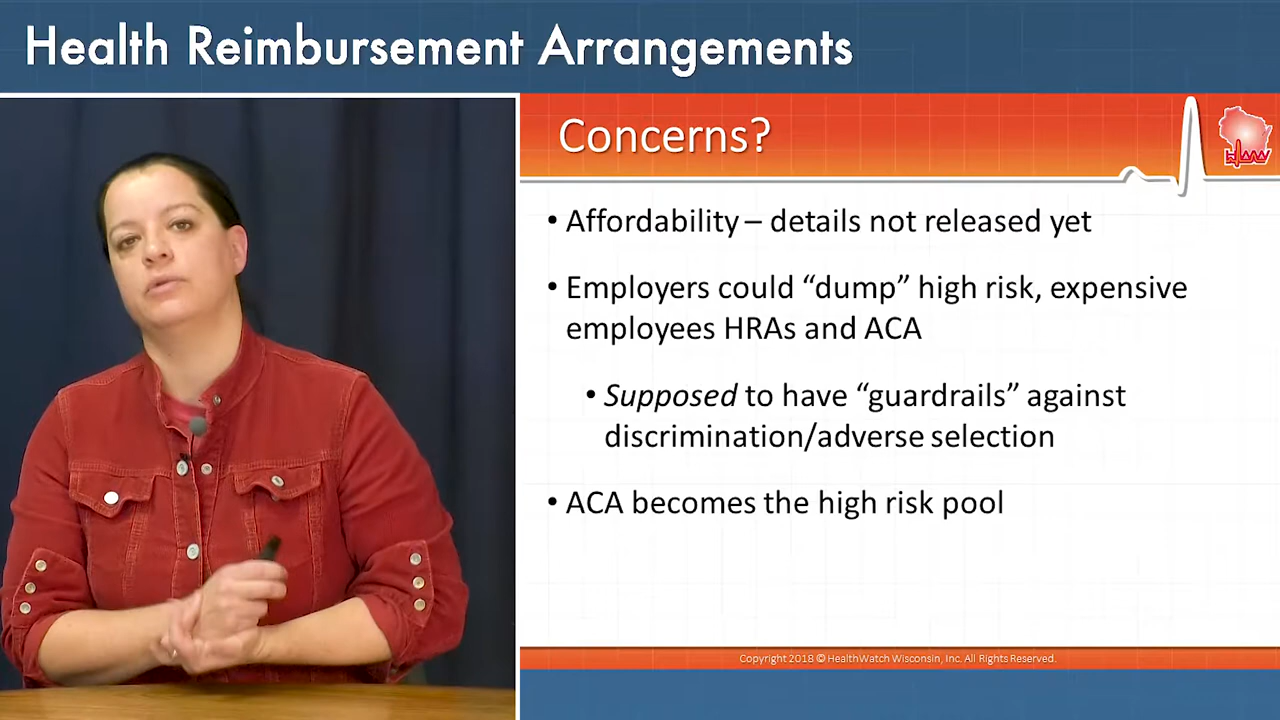 Health Reimbursement Arrangements
Concerns?
• Affordability – details not released yet
• Employers could “dump” high risk, expensive
employees HRAs and ACA
• Supposed to have “guardrails” against
discrimination/adverse selection
• ACA becomes the high risk pool
Copyright 2018 © HealthWatch Wisconsin, Inc. All Rights Reserved.